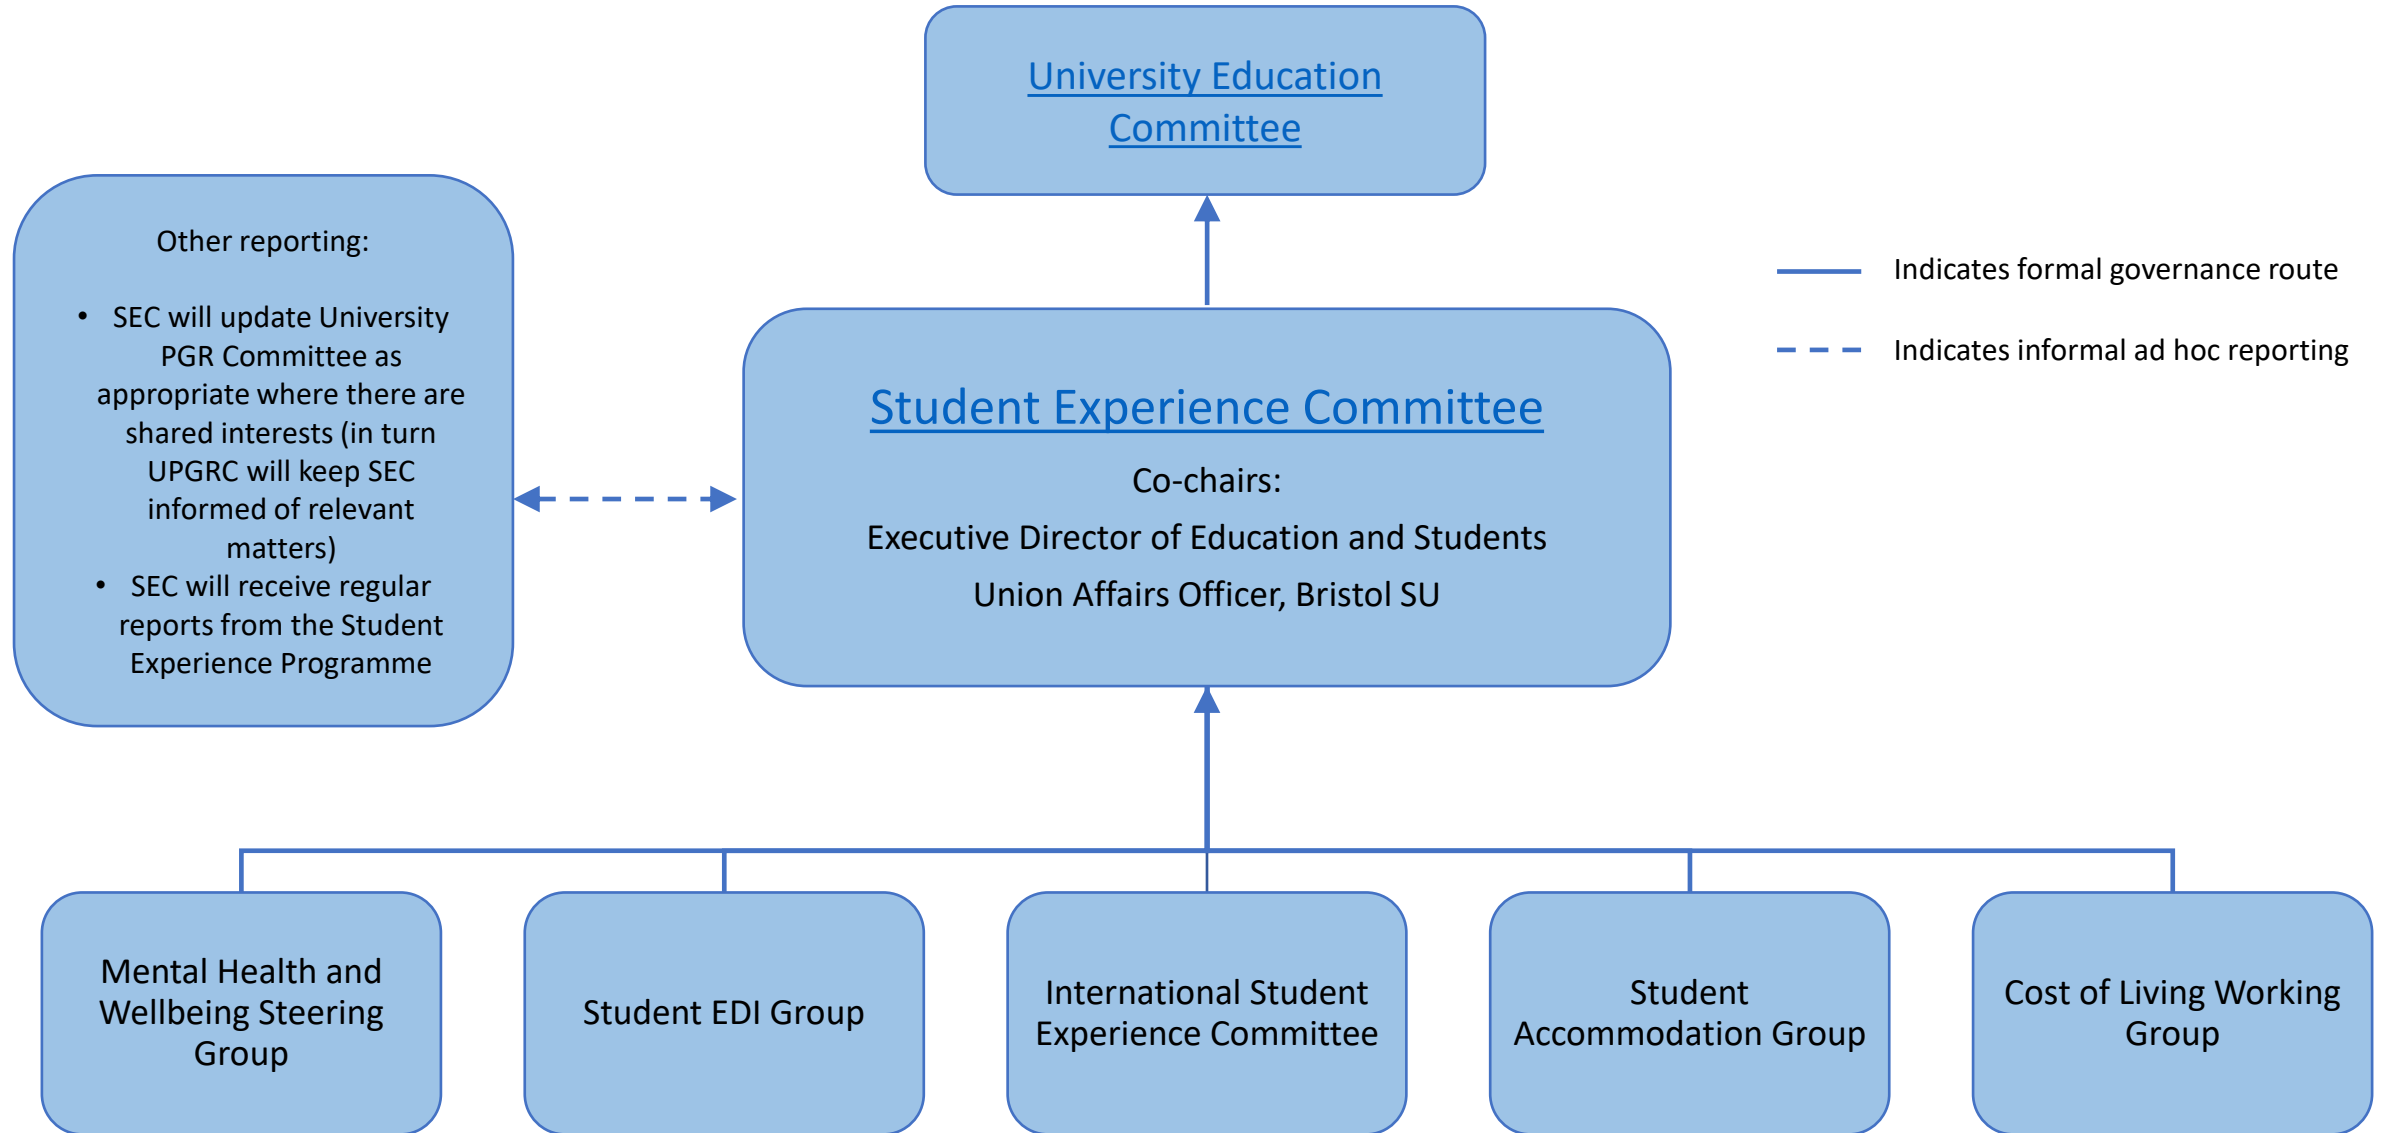 University Education
Committee
Other reporting:
• SEC will update University
PGR Committee as
appropriate where there are
shared interests (in turn
UPGRC will keep SEC
informed of relevant
matters)
• SEC will receive regular
reports from the Student
Experience Programme
Indicates formal governance route
Indicates informal ad hoc reporting
Student Experience Committee
Co-chairs:
Executive Director of Education and Students
Union Affairs Officer, Bristol SU
Mental Health and
Wellbeing Steering
Group
Student EDI Group
International Student
Experience Committee
Student
Accommodation Group
Cost of Living Working
Group